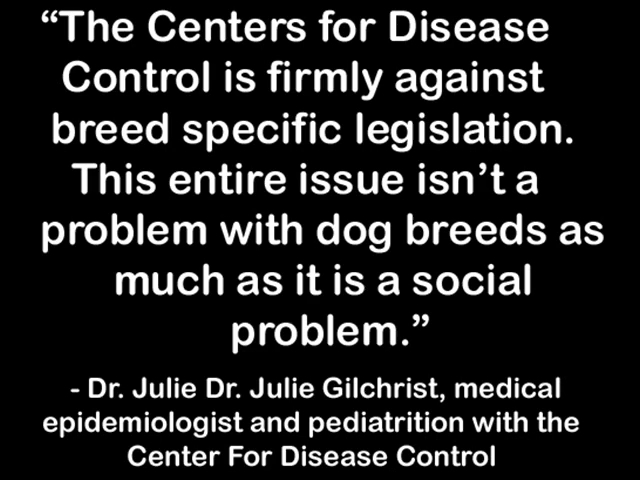 “The Centers for Disease
Control is firmly against
breed specific legislation.
This entire issue isn’t a
problem with dog breeds as
much as it is a social
problem.”
- Dr. Julie Dr. Julie Gilchrist, medical
epidemiologist and pediatrition with the
Center For Disease Control